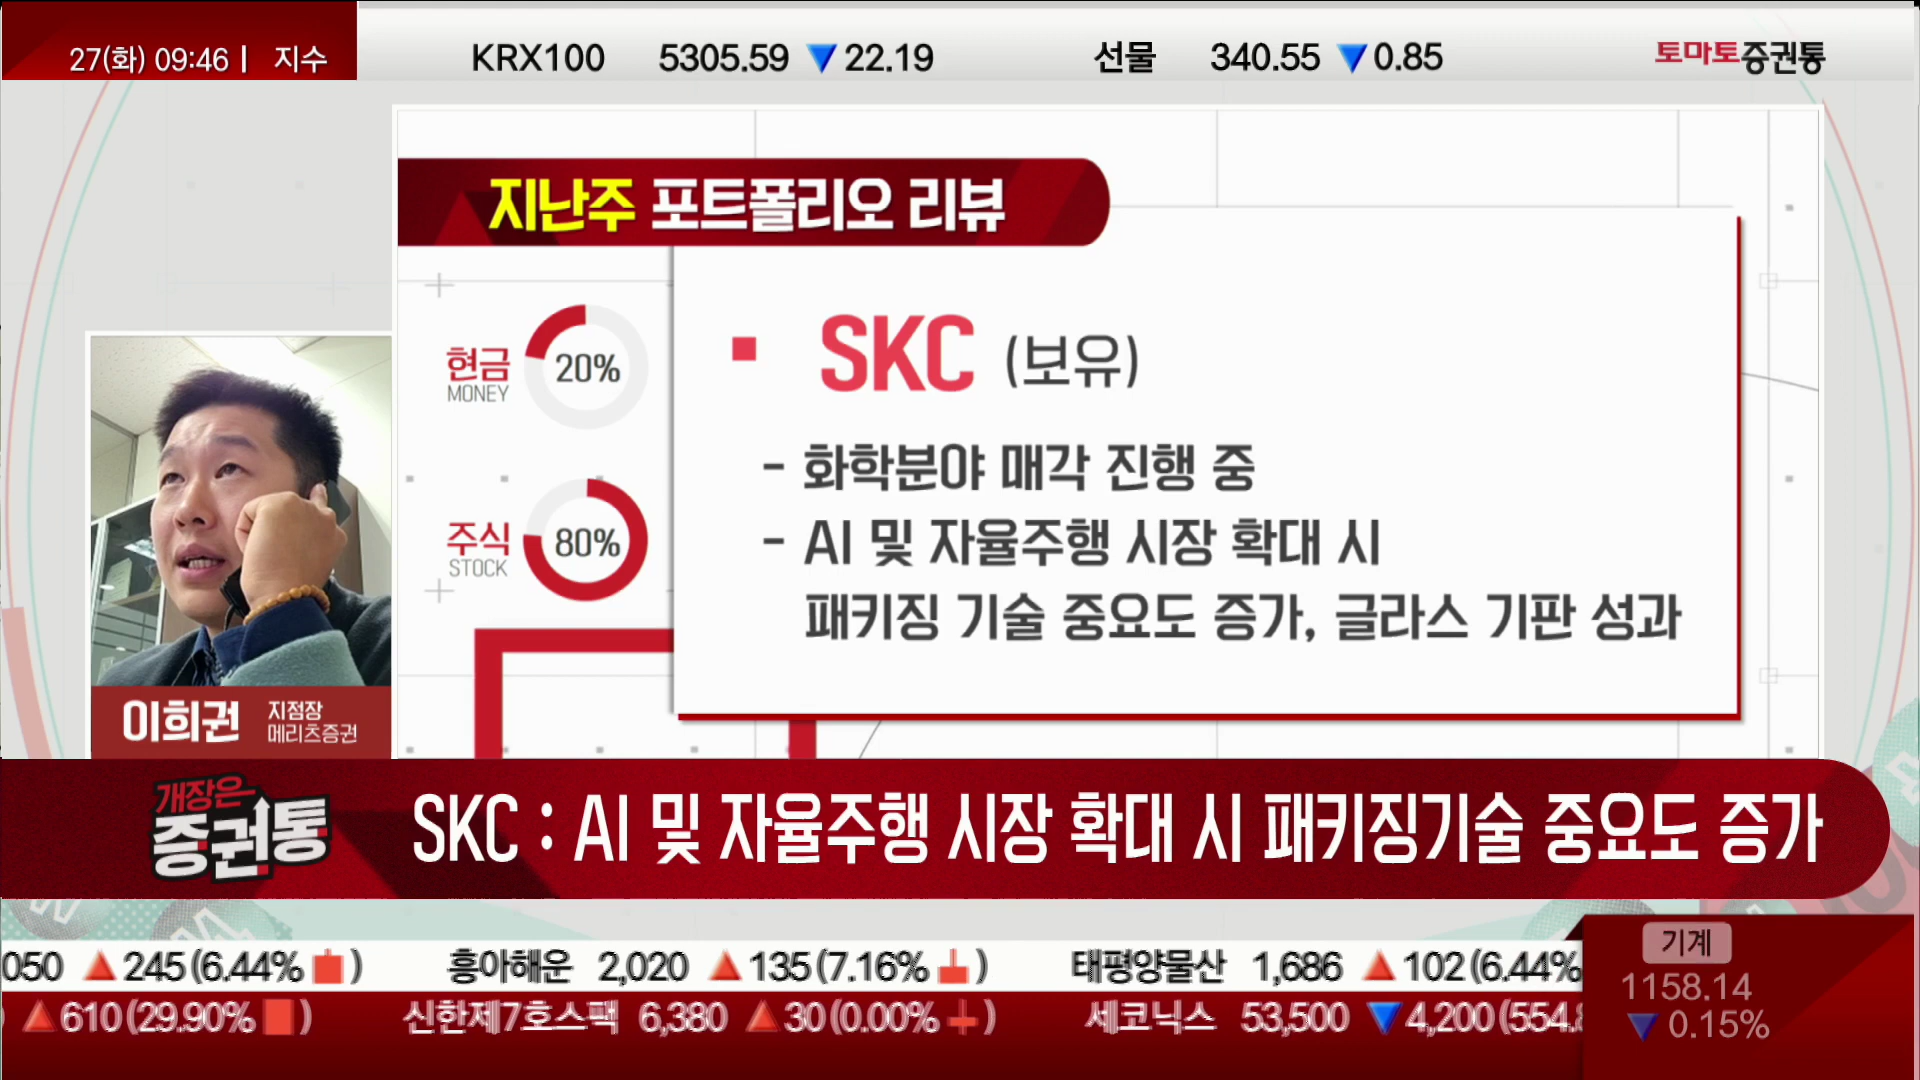 27(화) 09:46 | 지수
KRX100 5305.59 ▼22.19 선물 340.55 ▼0.85
토마토증권통
지난주 포트폴리오 리뷰
현금 20%
MONEY
주식 80%
STOCK
▪ SKC (보유)
- 화학분야 매각 진행 중
- AI 및 자율주행 시장 확대 시
패키징 기술 중요도 증가, 글라스 기판 성과
이희권 지점장
메리츠증권
개장은
증권통
SKC : AI 및 자율주행 시장 확대 시 패키징기술 중요도 증가
050 ▲245(6.44% ) 흥아해운 2,020 ▲135(7.16% ) 태평양물산 1,686 ▲102(6.44%
) ▲610(29.90% ) 신한제7호스팩 6,380 ▲30(0.00% ) 세코닉스 53,500 ▼4,200(554.8
기계
1158.14
▼0.15%